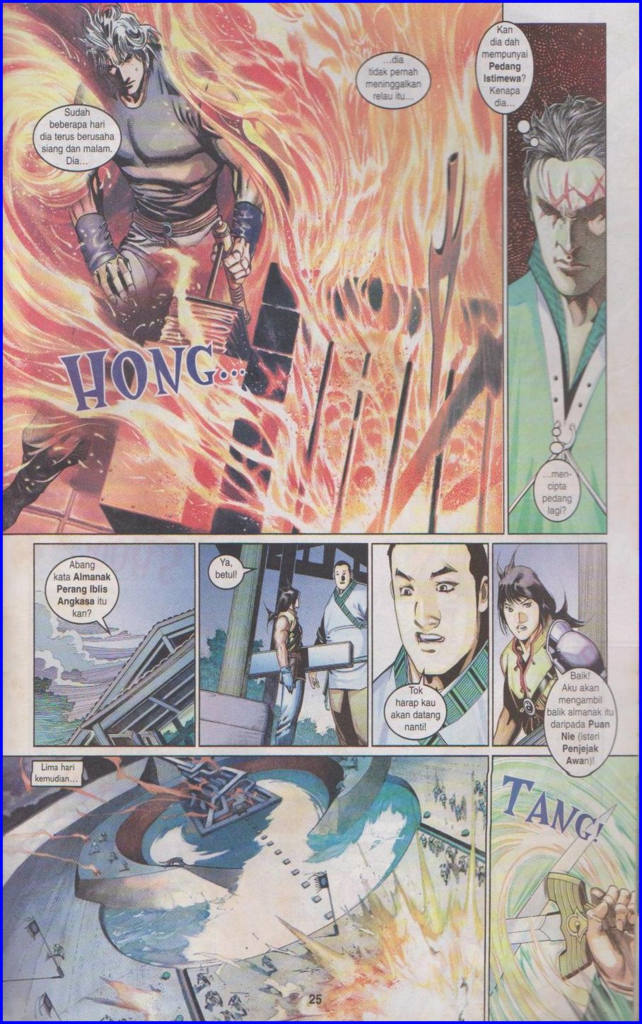 Sudah
beberapa hari
dia terus berusaha
siang dan malam.
Dia...
...dia
tidak pernah
meninggalkan
relau itu...
Kan
dia dah
mempunyai
Pedang
Istimewa?
Kenapa
dia...
HONG...
...men-
cipta
pedang
lagi?
Abang
kata Almanak
Perang Iblis
Angkasa itu
kan?
Ya,
betul!
Tok
harap kau
akan datang
nanti!
Baik!
Aku akan
mengambil
balik almanak itu
daripada Puan
Nie (isteri
Penjejak
Awan)!
Lima hari
kemudian...
TANG!
25